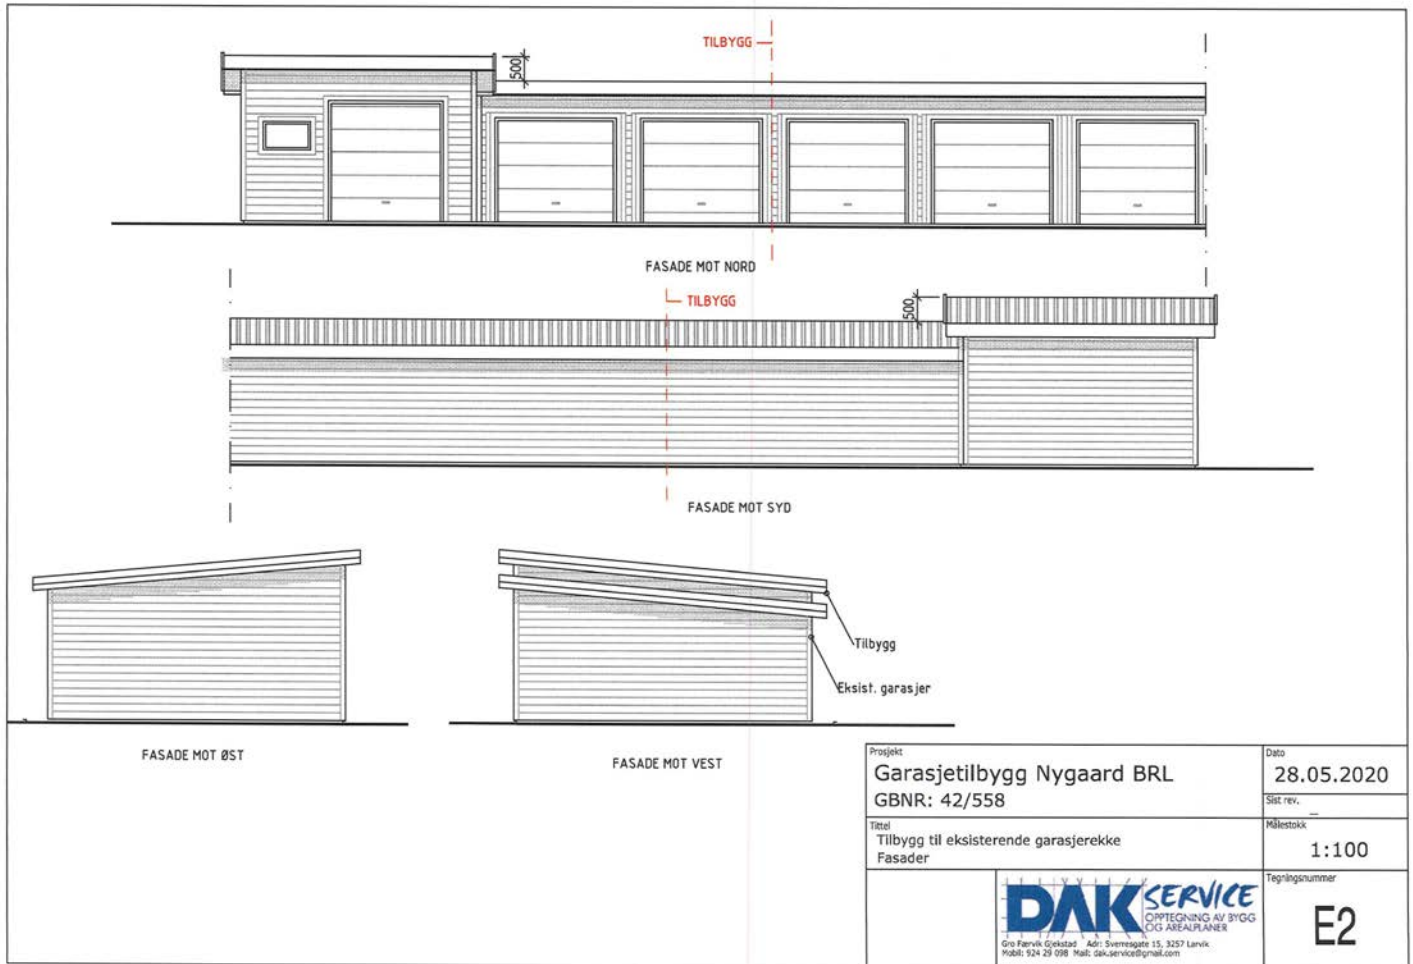 TILBYGG
500
FASADE MOT NORD
TILBYGG
500
FASADE MOT SYD
Tilbygg
Eksist. garasjer
FASADE MOT ØST
FASADE MOT VEST
Prosjekt
Garasjetilbygg Nygaard BRL
GBNR: 42/558
Dato
28.05.2020
Sist rev.
_
Tittel
Tilbygg til eksisterende garasjerekke
Fasader
Målestokk
1:100
DAK SERVICE
OPPTEGNING AV BYGG
OG AREALPLANER
Gro Færvik Gjekstad Adr: Sverresgate 15, 3257 Larvik
Mobil: 924 29 098 Mail: dak.service@gmail.com
Tegningsnummer
E2